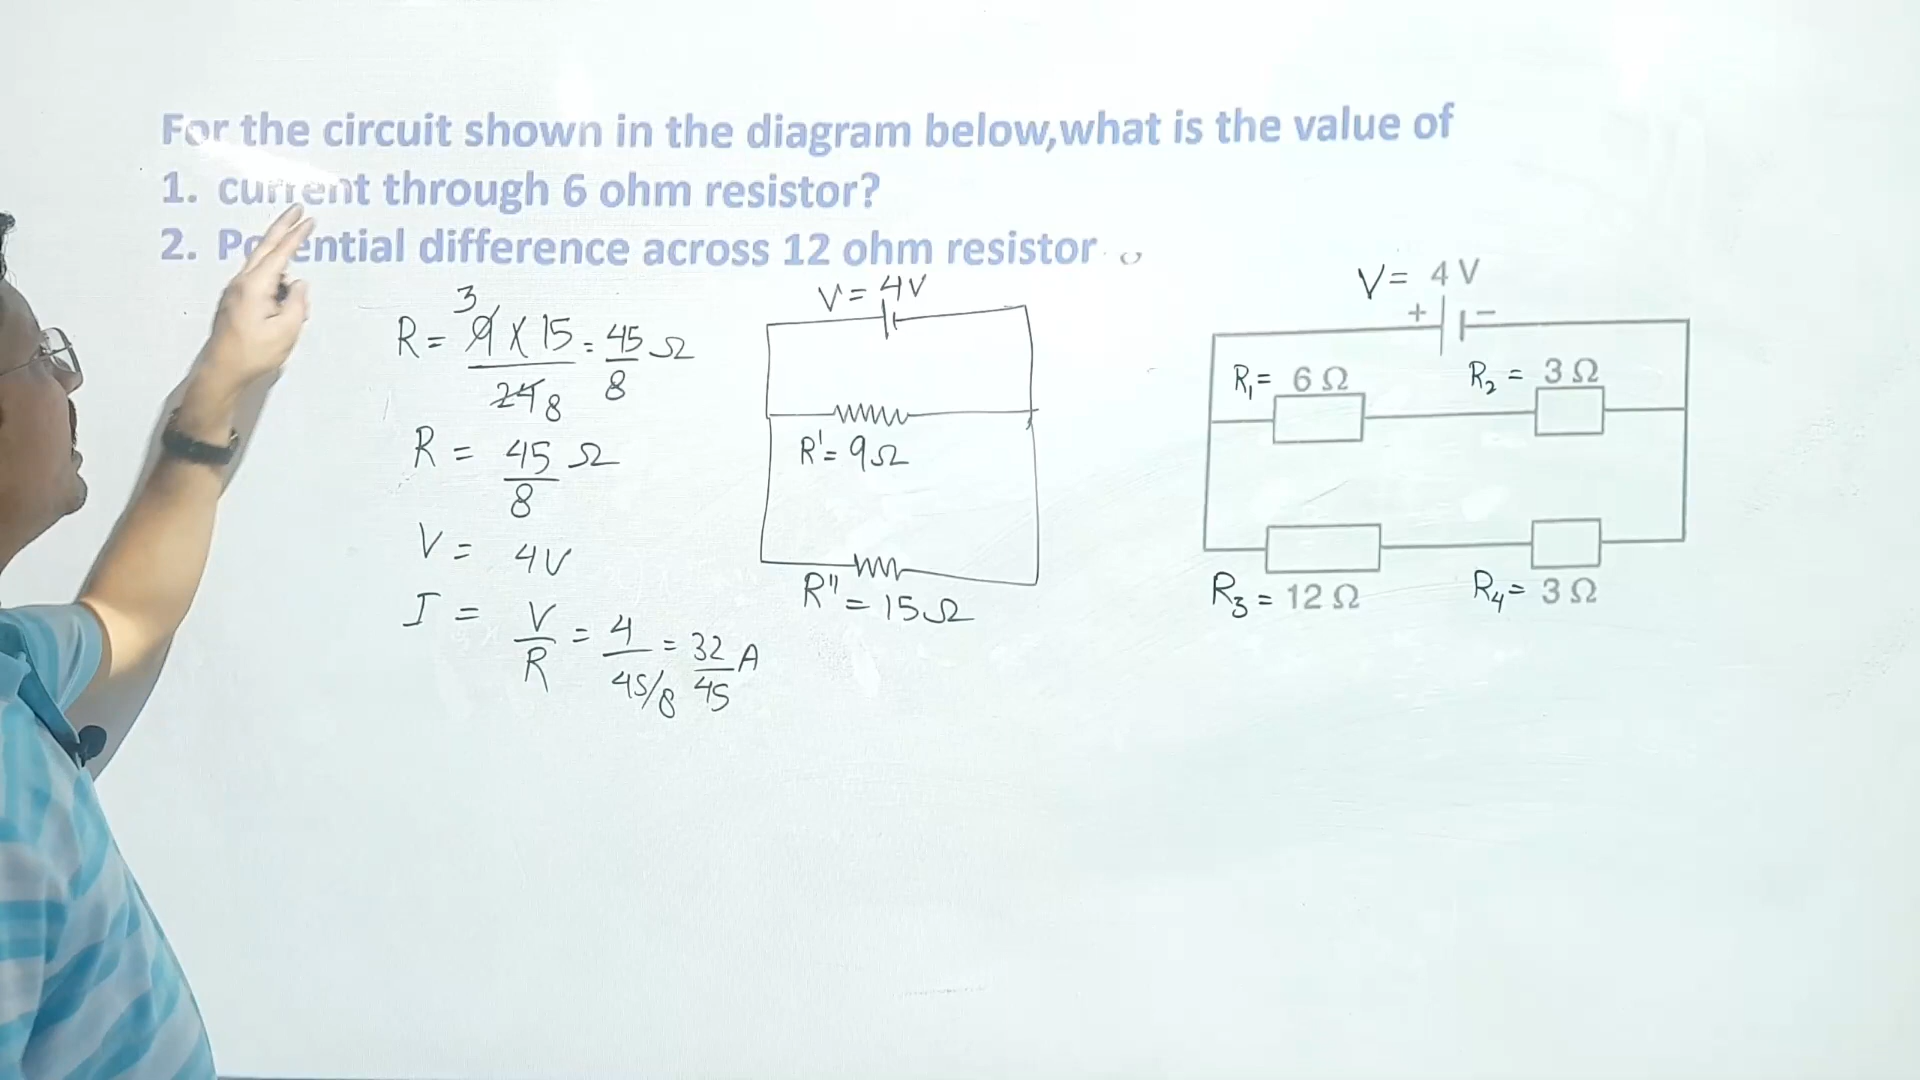 For the circuit shown in the diagram below,what is the value of
1. current through 6 ohm resistor?
2. Potential difference across 12 ohm resistor
R = 3 9 X 15 / 24 8 = 45/8 Ω
R = 45/8 Ω
V = 4V
I = V/R = 4/45/8 = 32/45 A
V = 4V
R' = 9Ω
R'' = 15Ω
V = 4 V
+ −
R₁ = 6 Ω R₂ = 3 Ω
R₃ = 12 Ω R₄ = 3 Ω